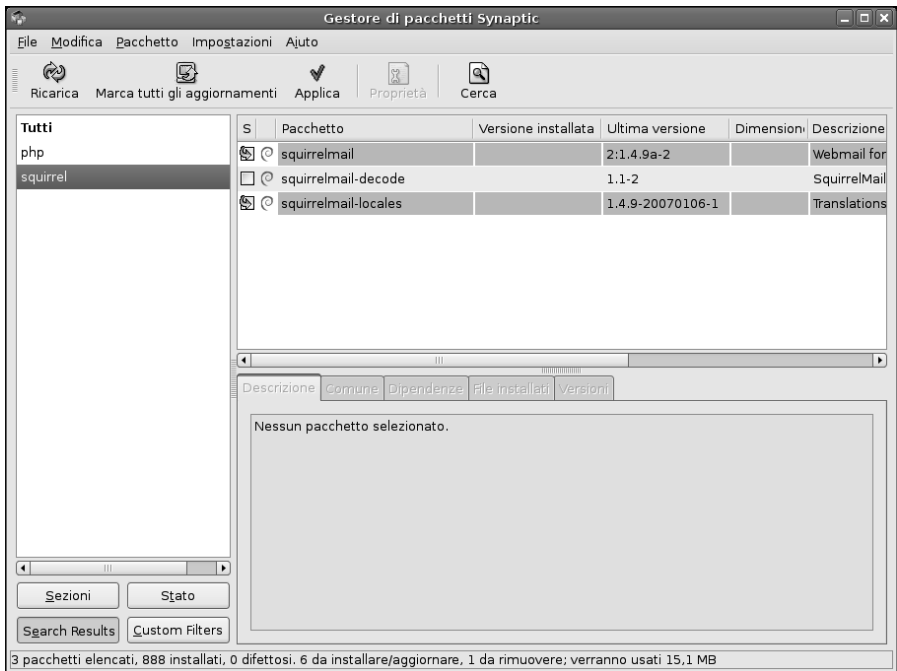 Gestore di pacchetti Synaptic
File Modifica Pacchetto Impostazioni Aiuto
Ricarica Marca tutti gli aggiornamenti Applica Proprietà Cerca
Tutti
php
squirrel
S Pacchetto Versione installata Ultima versione Dimension Descrizione
squirrelmail 2:1.4.9a-2 Webmail for
squirrelmail-decode 1.1-2 SquirrelMail
squirrelmail-locales 1.4.9-20070106-1 Translations
Descrizione Comune Dipendenze File installati Versioni
Nessun pacchetto selezionato.
Sezioni Stato
Search Results Custom Filters
3 pacchetti elencati, 888 installati, 0 difettosi. 6 da installare/aggiornare, 1 da rimuovere; verranno usati 15,1 MB